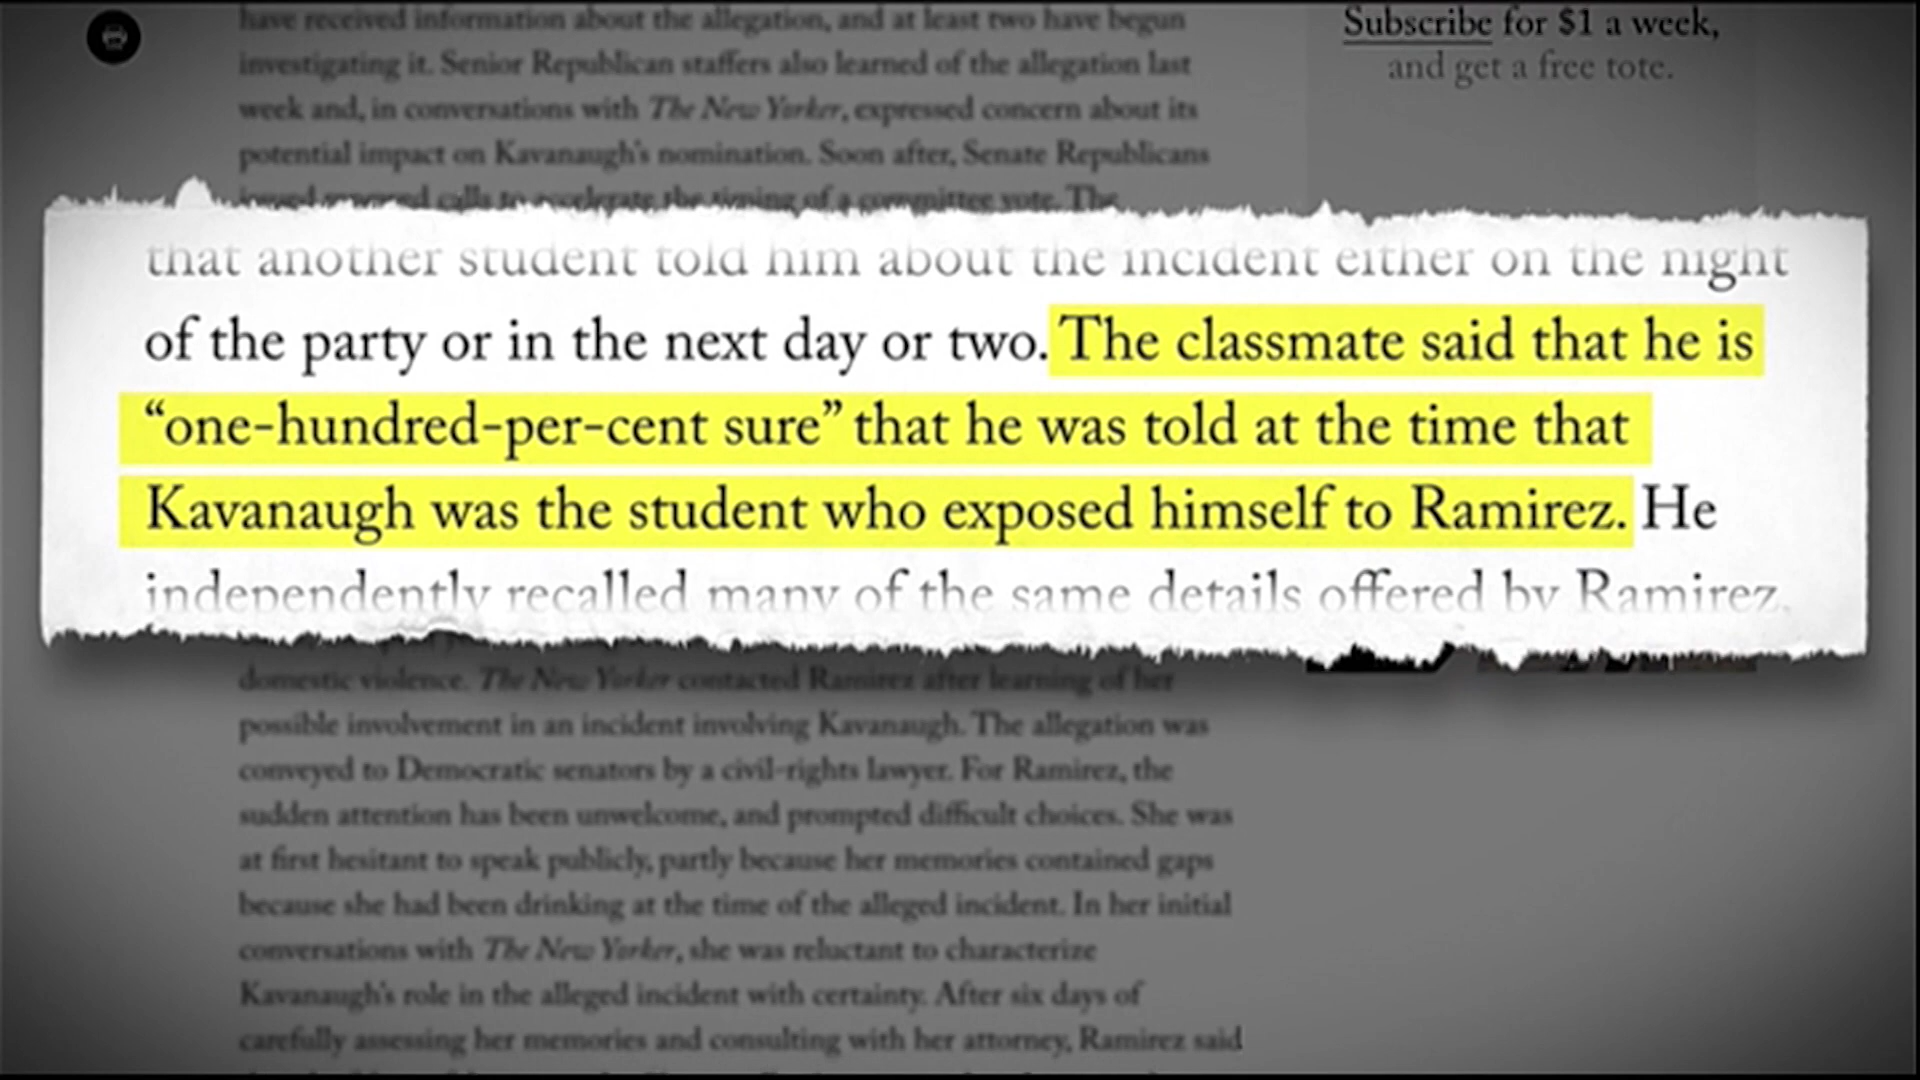 have received information about the allegation, and at least two have begun
investigating it. Senior Republican staffers also learned of the allegation last
week and, in conversations with The New Yorker, expressed concern about its
potential impact on Kavanaugh's nomination. Soon after, Senate Republicans
calls to accelerate the timing of a committee vote. The
Subscribe for $1 a week,
and get a free tote.
that another student told him about the incident either on the night
of the party or in the next day or two. The classmate said that he is
“one-hundred-per-cent sure” that he was told at the time that
Kavanaugh was the student who exposed himself to Ramirez. He
independently recalled many of the same details offered by Ramirez.
domestic violence. The New Yorker contacted Ramirez after learning of her
possible involvement in an incident involving Kavanaugh. The allegation was
conveyed to Democratic senators by a civil-rights lawyer. For Ramirez, the
sudden attention has been unwelcome, and prompted difficult choices. She was
at first hesitant to speak publicly, partly because her memories contained gaps
because she had been drinking at the time of the alleged incident. In her initial
conversations with The New Yorker, she was reluctant to characterize
Kavanaugh's role in the alleged incident with certainty. After six days of
carefully assessing her memories and consulting with her attorney, Ramirez said